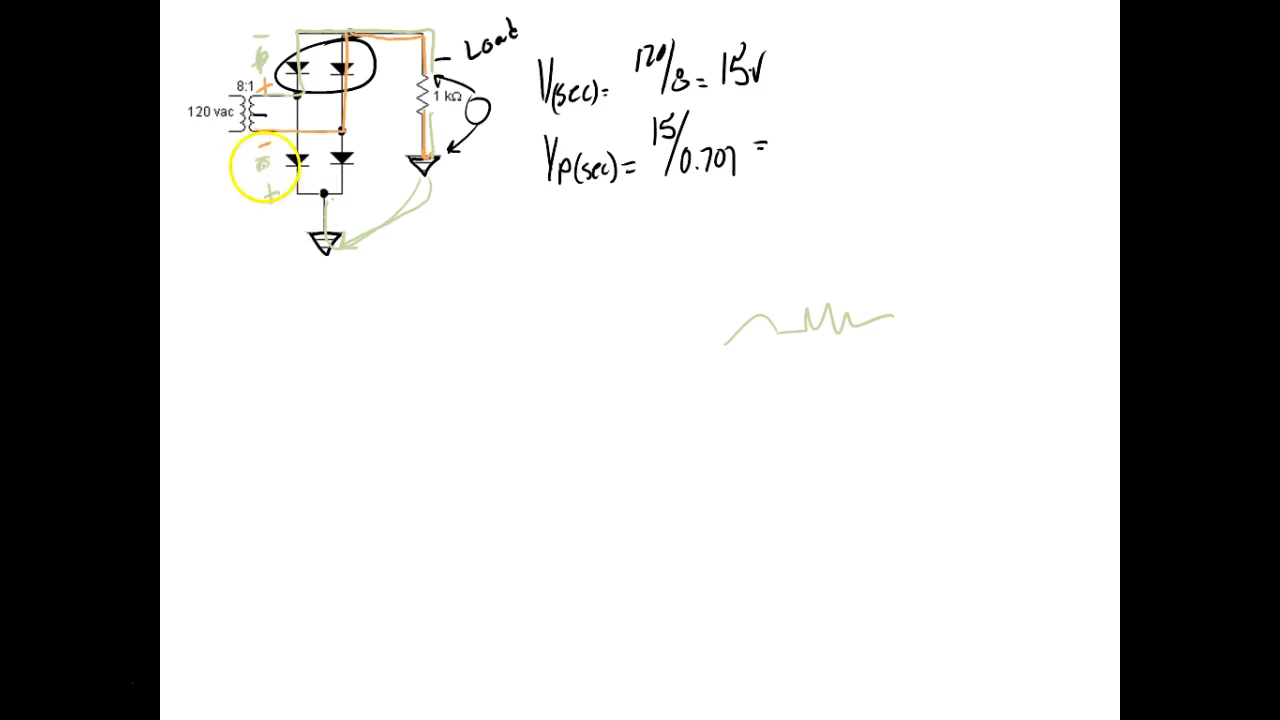 Load
8:1
120 vac
1 kΩ
V(sec)= 120/8 = 15V
VP(sec)= 15/0.707 =